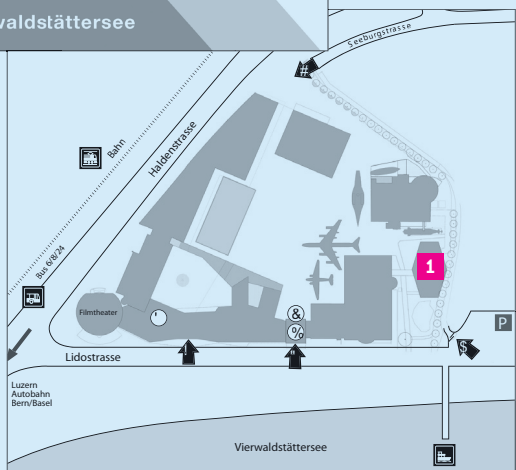 waldstättersee
Seeburgstrasse
#
Haldenstrasse
Bahn
Bus 6/8/24
1
&
%
Filmtheater
!
"
$
P
Lidostrasse
Luzern
Autobahn
Bern/Basel
Vierwaldstättersee